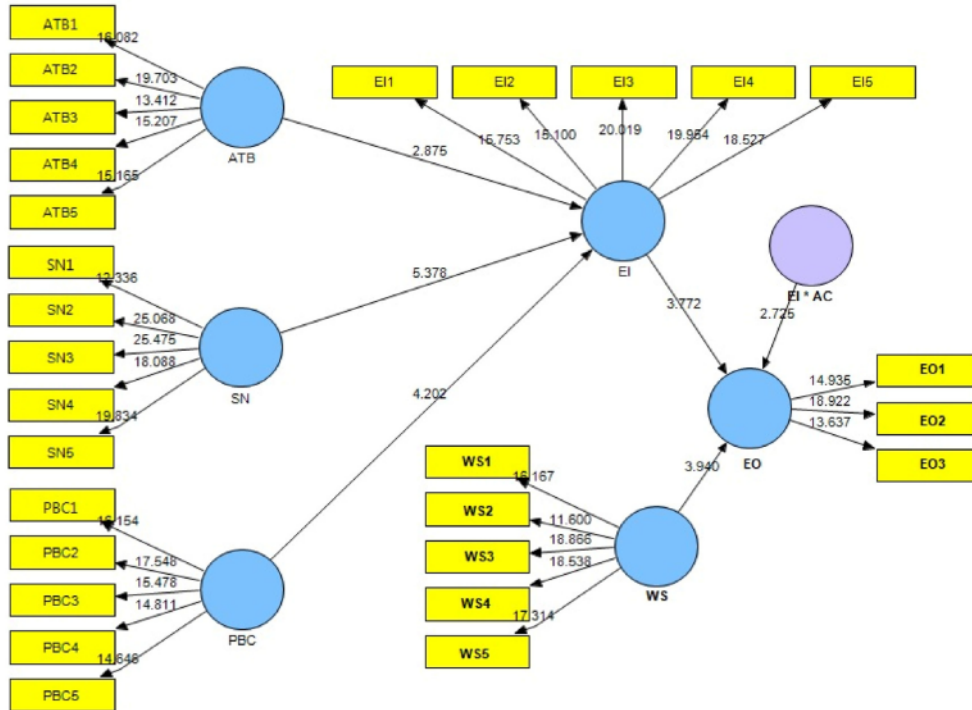 ATB1
16.082
ATB2
19.703
ATB3
13.412
ATB4
15.207
ATB5
15.165
ATB
EI1
EI2
EI3
EI4
EI5
15.753
15.100
20.019
19.954
18.527
EI
2.875
SN1
12.336
SN2
25.068
SN3
25.475
SN4
18.088
SN5
19.834
SN
5.378
EI * AC
3.772
2.725
EO
14.935
EO1
18.922
EO2
13.637
EO3
4.202
3.940
PBC1
16.154
PBC2
17.548
PBC3
15.478
PBC4
14.811
PBC5
14.646
PBC
WS1
16.167
WS2
11.600
WS3
18.866
WS4
18.538
WS5
17.314
WS